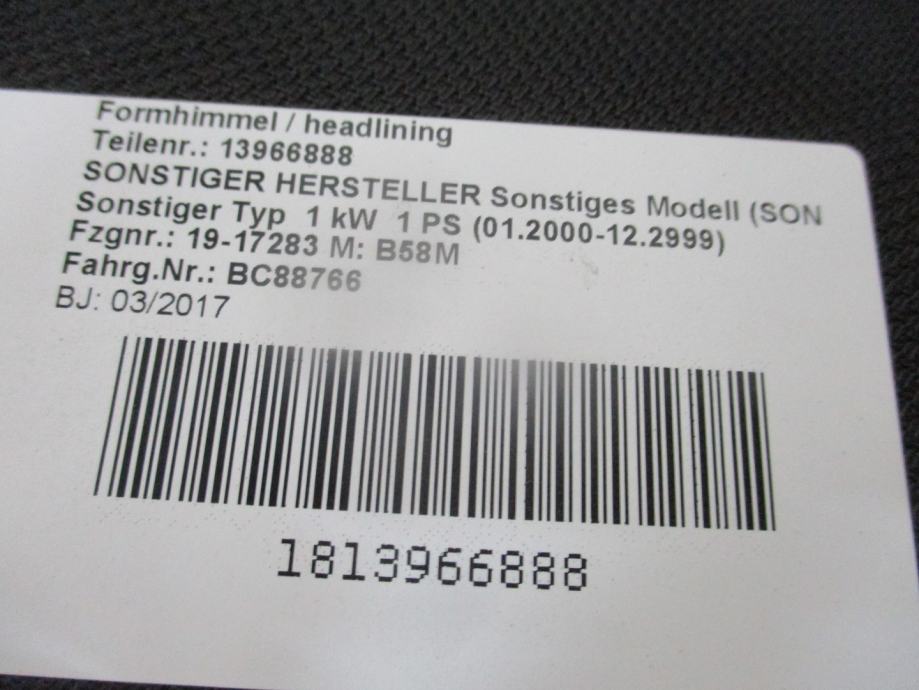 Formhimmel / headlining
Teilenr.: 13966888
SONSTIGER HERSTELLER Sonstiges Modell (SON
Sonstiger Typ 1 kW 1 PS (01.2000-12.2999)
Fzgnr.: 19-17283 M: B58M
Fahrg.Nr.: BC88766
BJ: 03/2017
1813966888